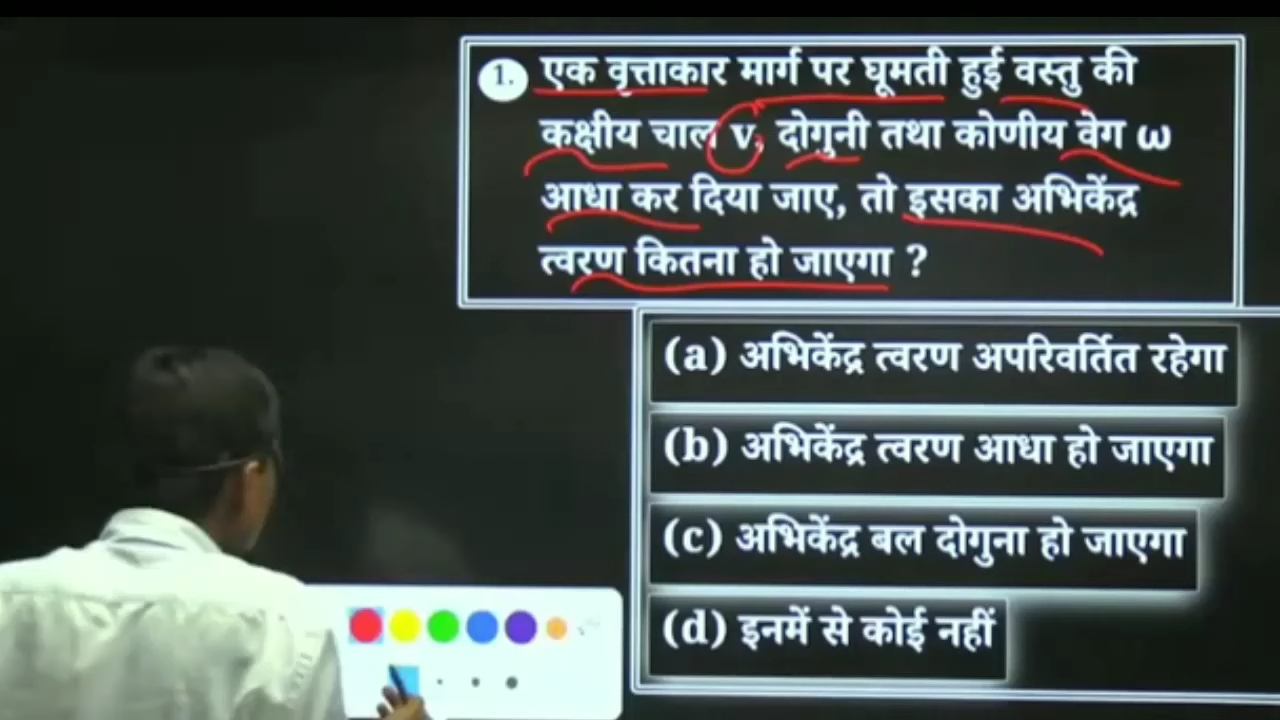 1. एक वृत्ताकार मार्ग पर घूमती हुई वस्तु की
कक्षीय चाल v, दोगुनी तथा कोणीय वेग ω
आधा कर दिया जाए, तो इसका अभिकेंद्र
त्वरण कितना हो जाएगा ?
(a) अभिकेंद्र त्वरण अपरिवर्तित रहेगा
(b) अभिकेंद्र त्वरण आधा हो जाएगा
(c) अभिकेंद्र बल दोगुना हो जाएगा
(d) इनमें से कोई नहीं